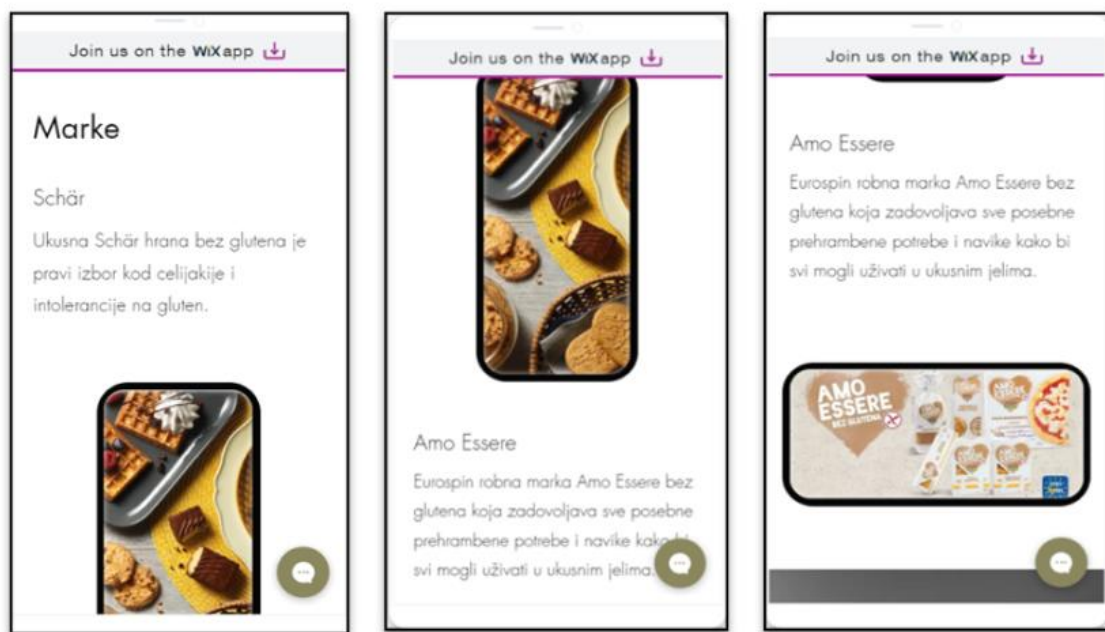 Join us on the WiX app
Marke
Schär
Ukusna Schär hrana bez glutena je
pravi izbor kod celijakije i
intolerancije na gluten.
Join us on the WiX app
Amo Essere
Eurospin robna marka Amo Essere bez
glutena koja zadovoljava sve posebne
prehrambene potrebe i navike kako bi
svi mogli uživati u ukusnim jelima.
Join us on the WiX app
Amo Essere
Eurospin robna marka Amo Essere bez
glutena koja zadovoljava sve posebne
prehrambene potrebe i navike kako bi
svi mogli uživati u ukusnim jelima.
AMO
ESSERE
BEZ GLUTENA